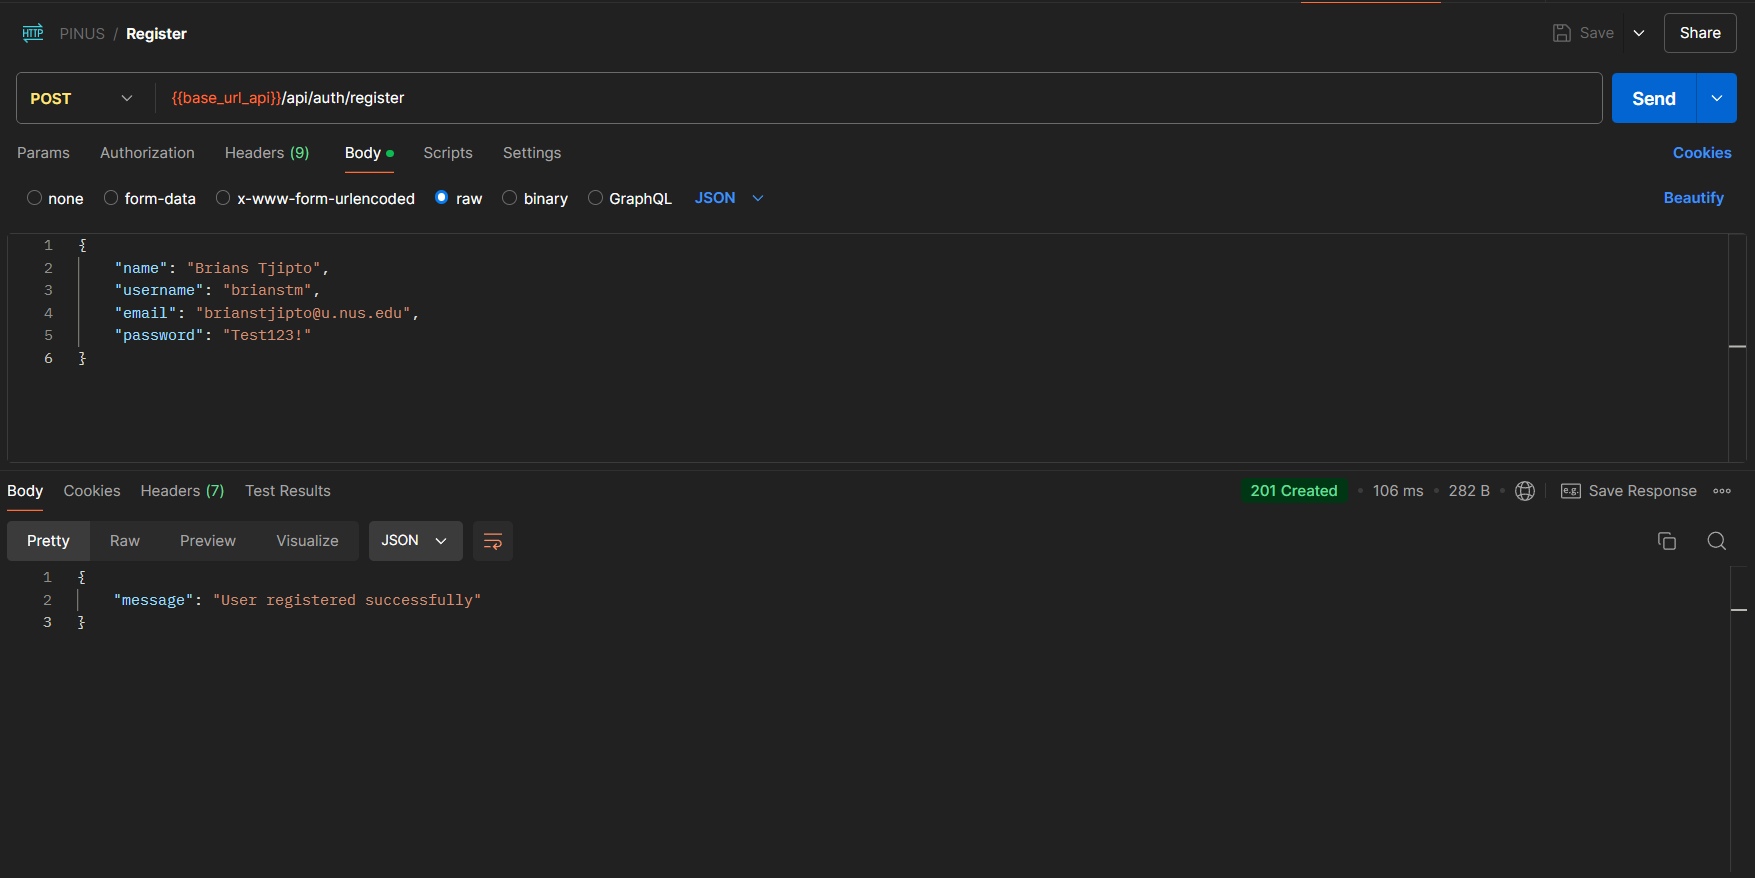 HTTP PINUS / Register Save Share
POST {{base_url_api}}/api/auth/register Send
Params Authorization Headers (9) Body Scripts Settings Cookies
none form-data x-www-form-urlencoded raw binary GraphQL JSON Beautify
1 {
2 "name": "Brians Tjipto",
3 "username": "brianstm",
4 "email": "brianstjipto@u.nus.edu",
5 "password": "Test123!"
6 }
Body Cookies Headers (7) Test Results 201 Created • 106 ms • 282 B • e.g. Save Response
Pretty Raw Preview Visualize JSON
1 {
2 "message": "User registered successfully"
3 }